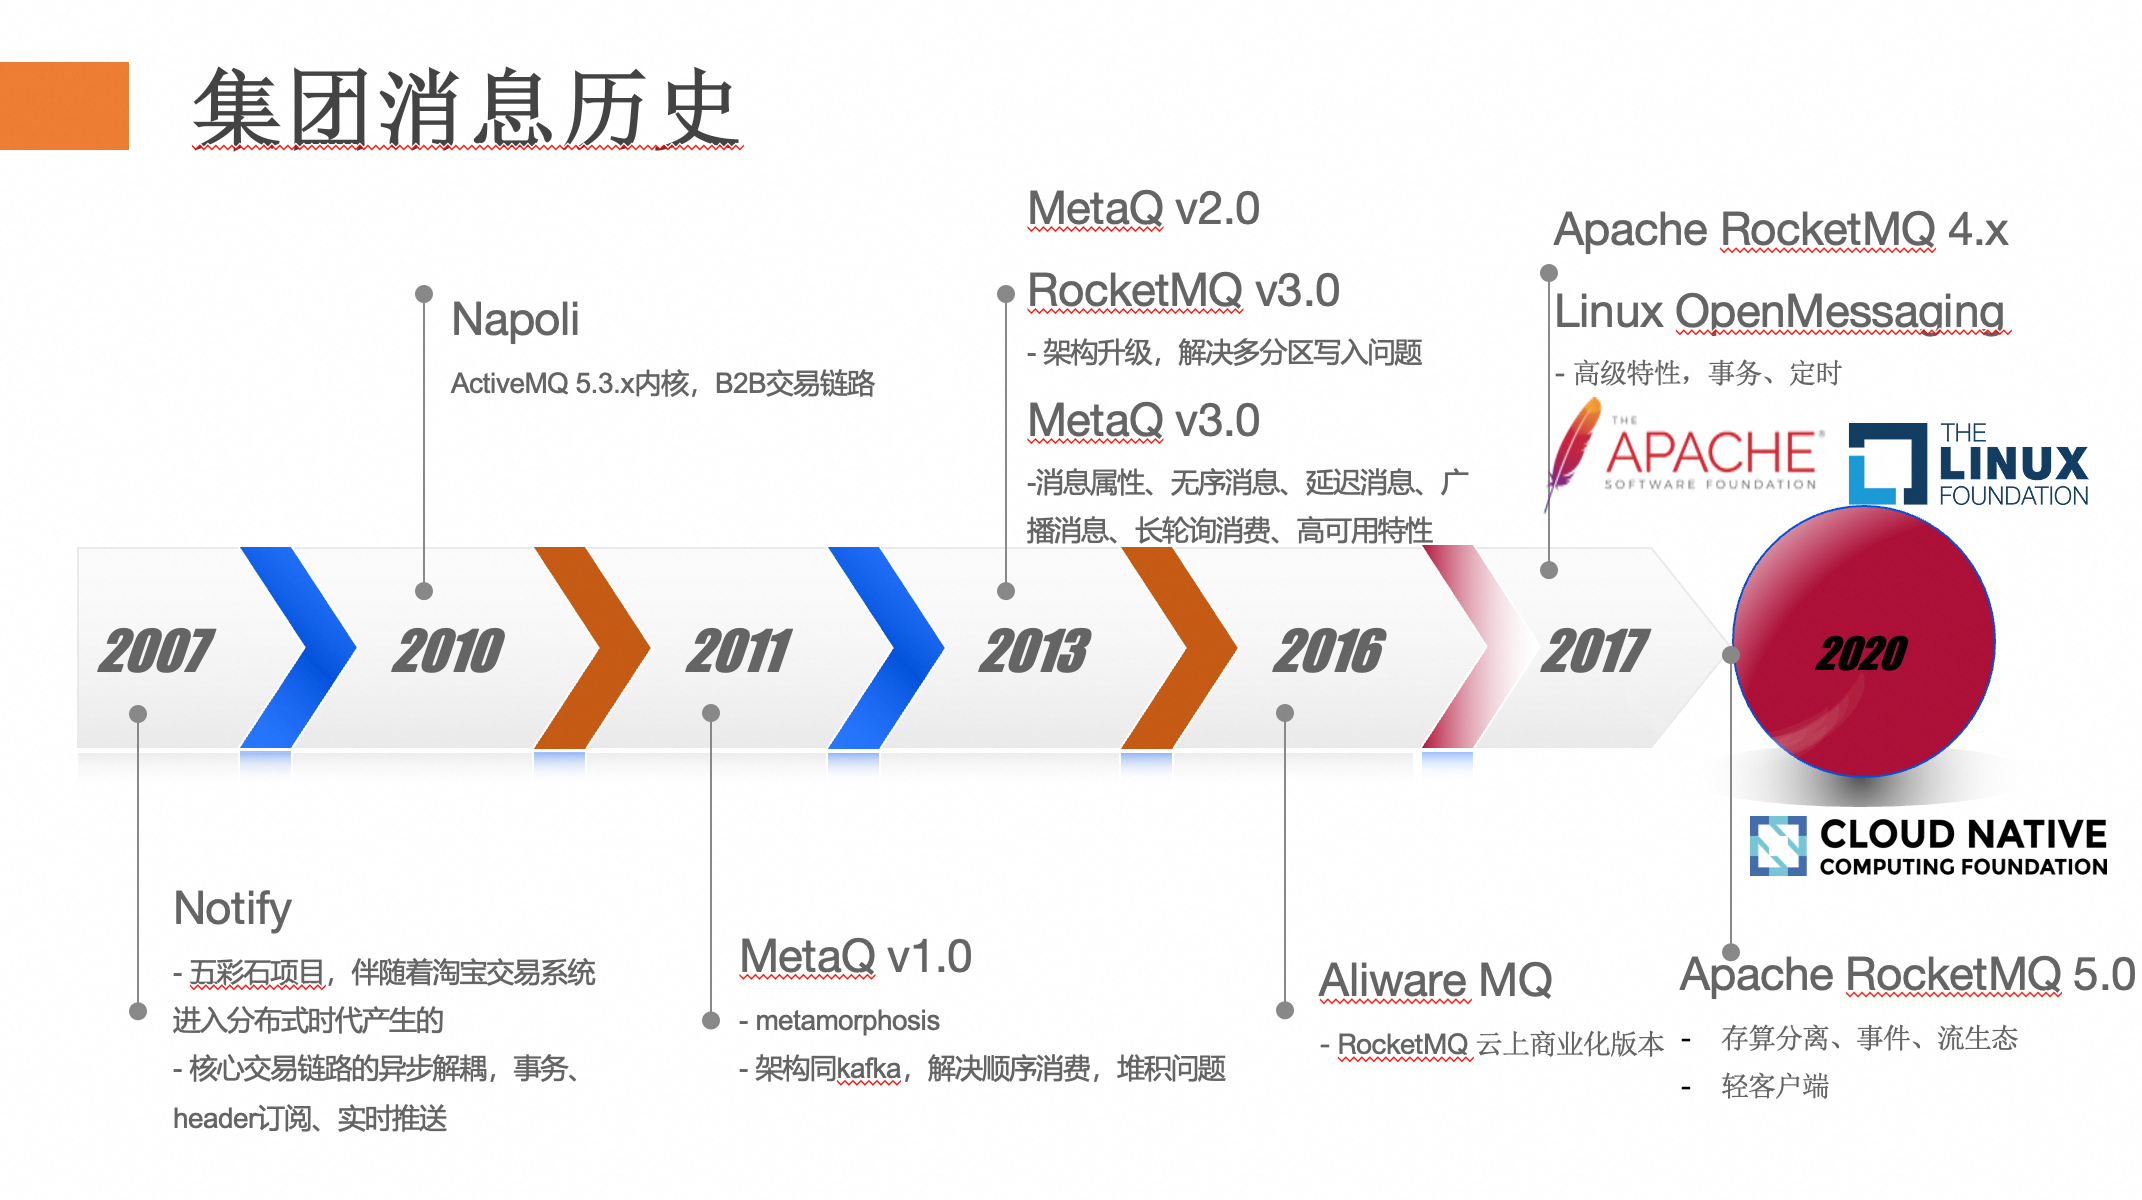 集团消息历史
MetaQ v2.0
RocketMQ v3.0
- 架构升级，解决多分区写入问题
MetaQ v3.0
-消息属性、无序消息、延迟消息、广
播消息、长轮询消费、高可用特性
Apache RocketMQ 4.x
Linux OpenMessaging
- 高级特性，事务、定时
THE
APACHE®
SOFTWARE FOUNDATION
THE
LINUX
FOUNDATION
Napoli
ActiveMQ 5.3.x内核，B2B交易链路
2007
2010
2011
2013
2016
2017
2020
CLOUD NATIVE
COMPUTING FOUNDATION
Notify
- 五彩石项目，伴随着淘宝交易系统
进入分布式时代产生的
- 核心交易链路的异步解耦，事务、
header订阅、实时推送
MetaQ v1.0
- metamorphosis
- 架构同kafka，解决顺序消费，堆积问题
Aliware MQ
- RocketMQ 云上商业化版本
Apache RocketMQ 5.0
- 存算分离、事件、流生态
- 轻客户端